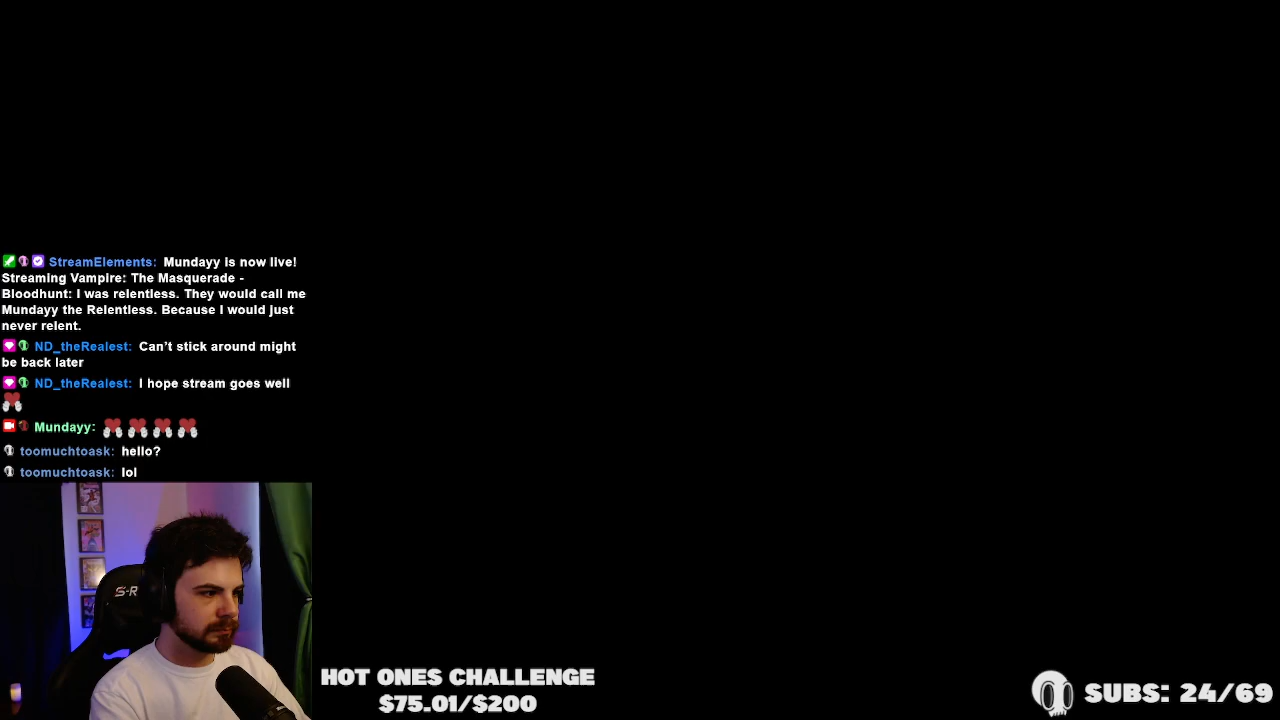 StreamElements: Mundayy is now live!
Streaming Vampire: The Masquerade -
Bloodhunt: I was relentless. They would call me
Mundayy the Relentless. Because I would just
never relent.
ND_theRealest: Can't stick around might
be back later
ND_theRealest: I hope stream goes well
Mundayy:
toomuchtoask: hello?
toomuchtoask: lol
S-R
HOT ONES CHALLENGE
$75.01/$200
SUBS: 24/69